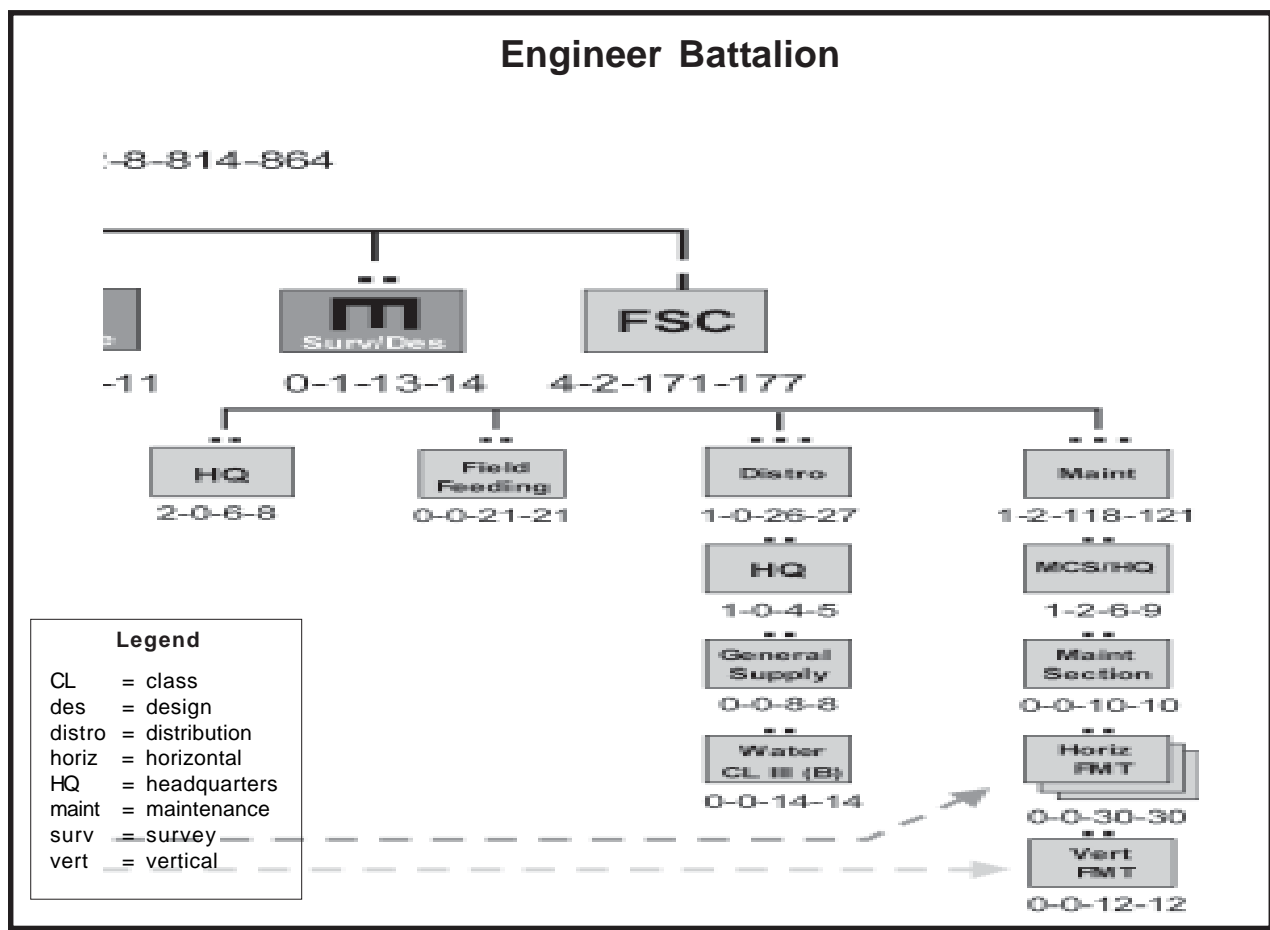 Engineer Battalion
-8-814-864
Surv/Des
FSC
-11
0-1-13-14
4-2-171-177
HQ
Field
Feeding
Distro
Maint
2-0-6-8
0-0-21-21
1-0-26-27
1-2-118-121
HQ
MCS/HQ
1-0-4-5
1-2-6-9
General
Supply
Maint
Section
0-0-8-8
0-0-10-10
Water
CL III (B)
Horiz
FMT
0-0-14-14
0-0-30-30
Vert
FMT
0-0-12-12
Legend
CL = class
des = design
distro = distribution
horiz = horizontal
HQ = headquarters
maint = maintenance
surv = survey
vert = vertical